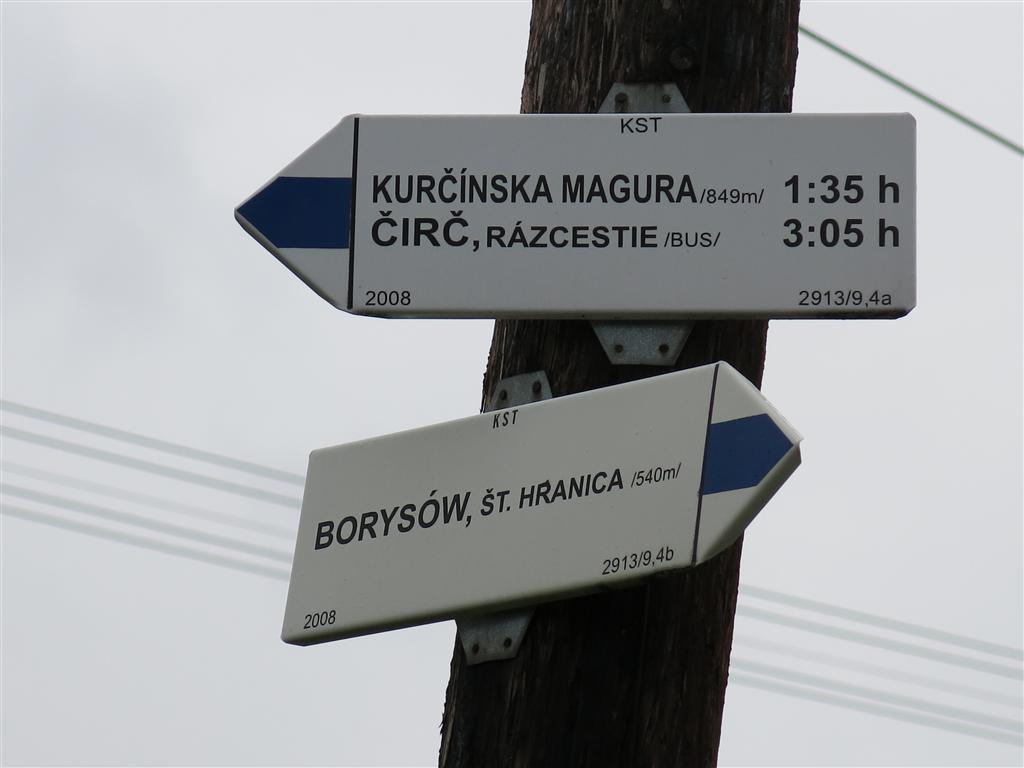 KST
KURČÍNSKA MAGURA /849m/ 1:35 h
ČIRČ, RÁZCESTIE /BUS/ 3:05 h
2008 2913/9,4a
KST
BORYSÓW, ŠT. HRANICA /540m/
2008 2913/9,4b